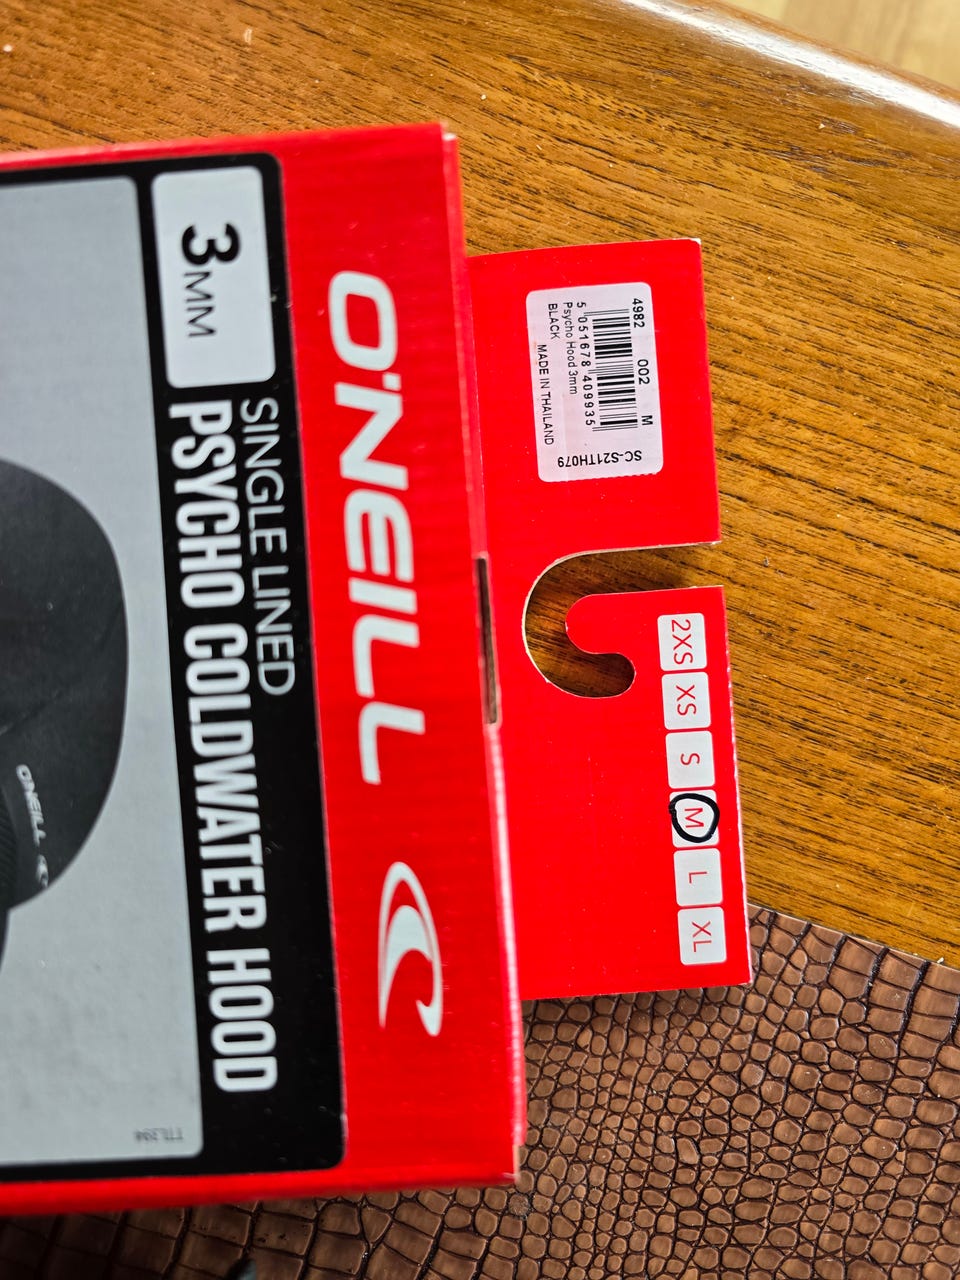 4982 002 M
5 051678 409935
Psycho Hood 3mm
BLACK MADE IN THAILAND
SC-S21TH079
2XS
XS
S
M
L
XL
O'NEILL
3MM
SINGLE LINED
PSYCHO COLDWATER HOOD
O'NEILL